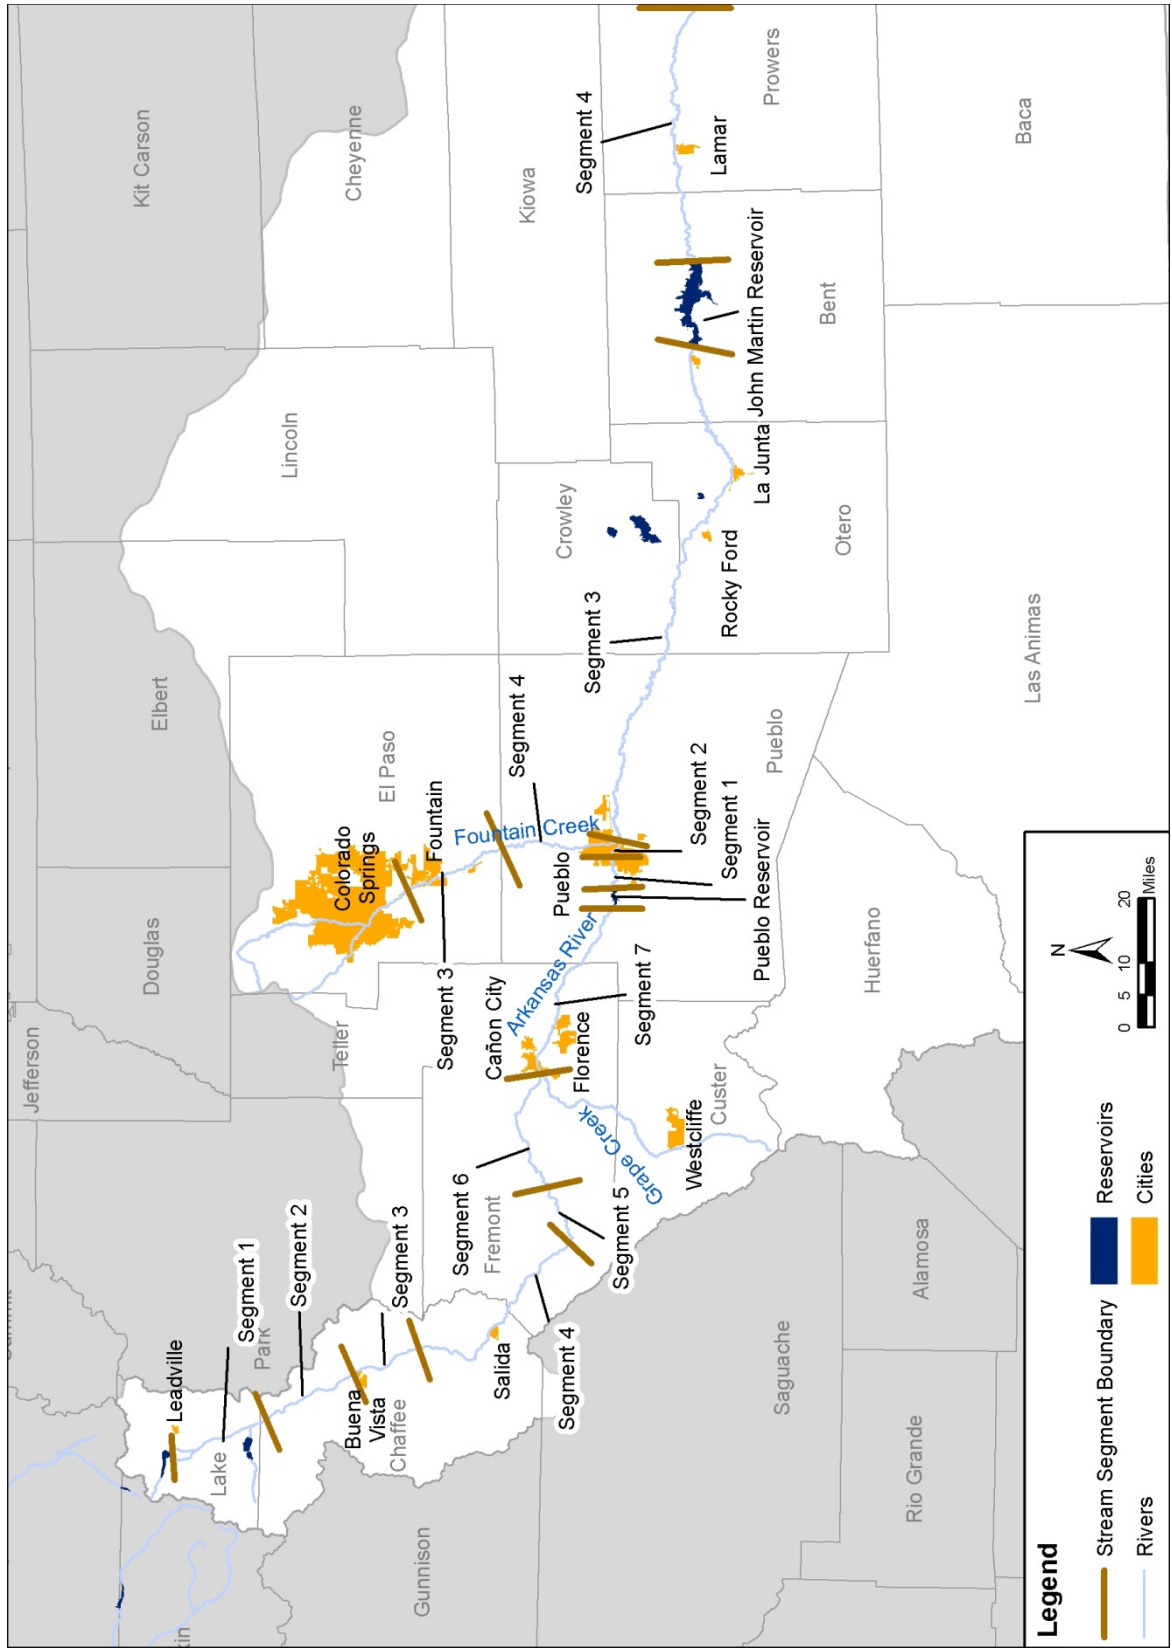 Jefferson
Douglas
Elbert
Kit Carson
kin
Leadville
Lake
Segment 1
Park
Segment 2
Teller
Lincoln
Cheyenne
Buena
Vista
Chaffee
Segment 3
Colorado
Springs
El Paso
Gunnison
Fountain
Segment 3
Segment 6
Fremont
Fountain Creek
Salida
Cañon City
Arkansas River
Segment 4
Kiowa
Segment 4
Pueblo
Crowley
Segment 4
Florence
Segment 3
Segment 5
Grape Creek
Segment 7
Westcliffe
Custer
Segment 2
Segment 1
Rocky Ford
Lamar
Pueblo Reservoir
La Junta
John Martin Reservoir
Saguache
Pueblo
Prowers
Otero
Bent
Huerfano
Rio Grande
Alamosa
Las Animas
Baca
Legend
N
Stream Segment Boundary
Reservoirs
0 5 10 20
Miles
Rivers
Cities